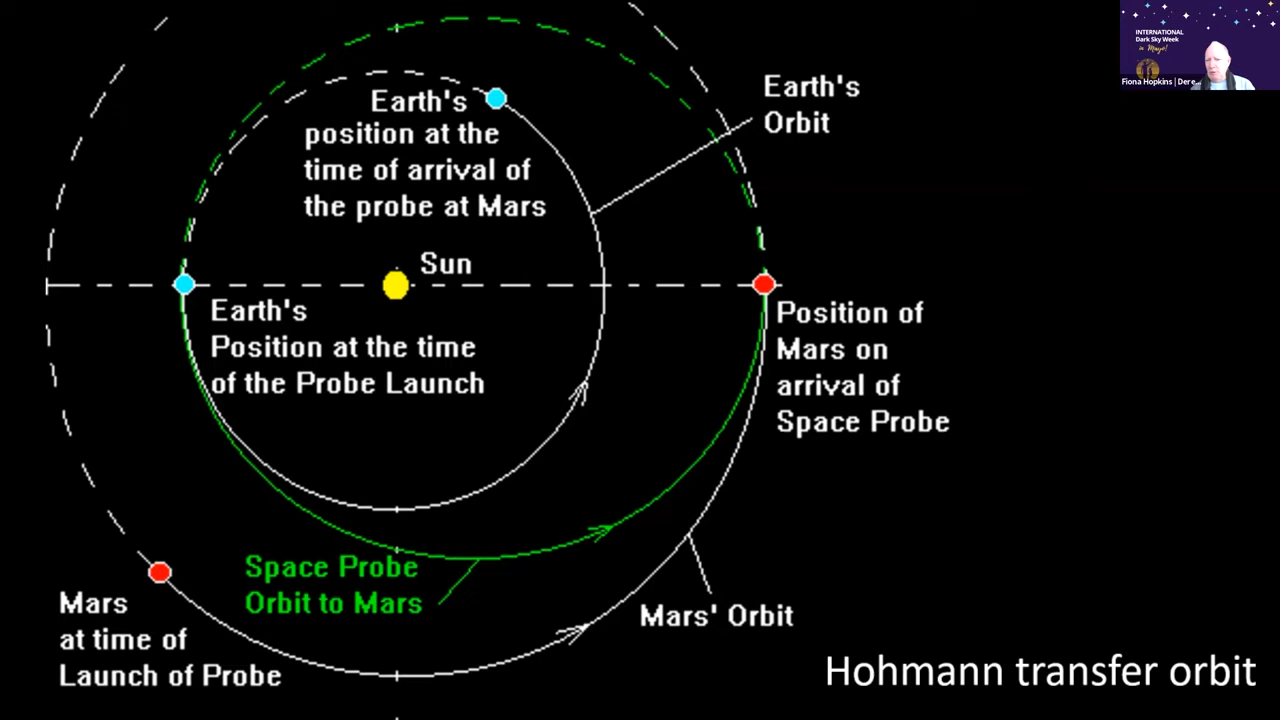 INTERNATIONAL
Dark Sky Week
in Mayo!
Fiona Hopkins | Dere
Earth's
position at the
time of arrival of
the probe at Mars
Earth's
Orbit
Sun
Earth's
Position at the time
of the Probe Launch
Position of
Mars on
arrival of
Space Probe
Space Probe
Orbit to Mars
Mars
at time of
Launch of Probe
Mars' Orbit
Hohmann transfer orbit